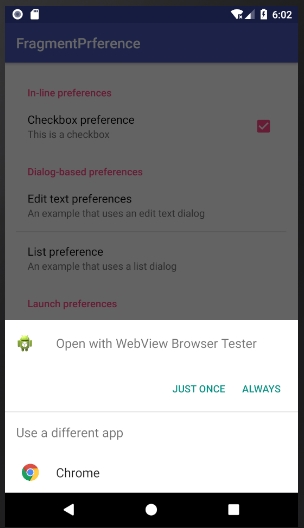 6:02
FragmentPrference
In-line preferences
Checkbox preference
This is a checkbox
Dialog-based preferences
Edit text preferences
An example that uses an edit text dialog
List preference
An example that uses a list dialog
Launch preferences
Open with WebView Browser Tester
JUST ONCE ALWAYS
Use a different app
Chrome